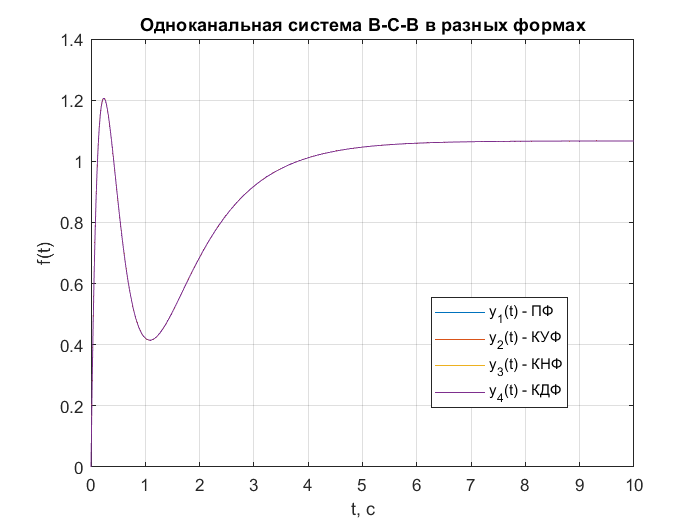 Одноканальная система В-С-В в разных формах
1.4
1.2
1
0.8
0.6
0.4
0.2
0
f(t)
y1(t) - ПФ
y2(t) - КУФ
y3(t) - КНФ
y4(t) - КДФ
0 1 2 3 4 5 6 7 8 9 10
t, c